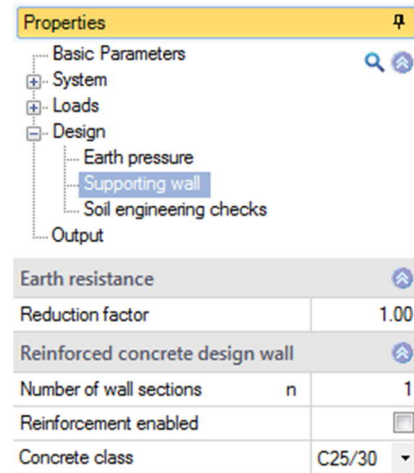 Properties
Basic Parameters
System
Loads
Design
Earth pressure
Supporting wall
Soil engineering checks
Output
Earth resistance
Reduction factor 1.00
Reinforced concrete design wall
Number of wall sections n 1
Reinforcement enabled
Concrete class C25/30